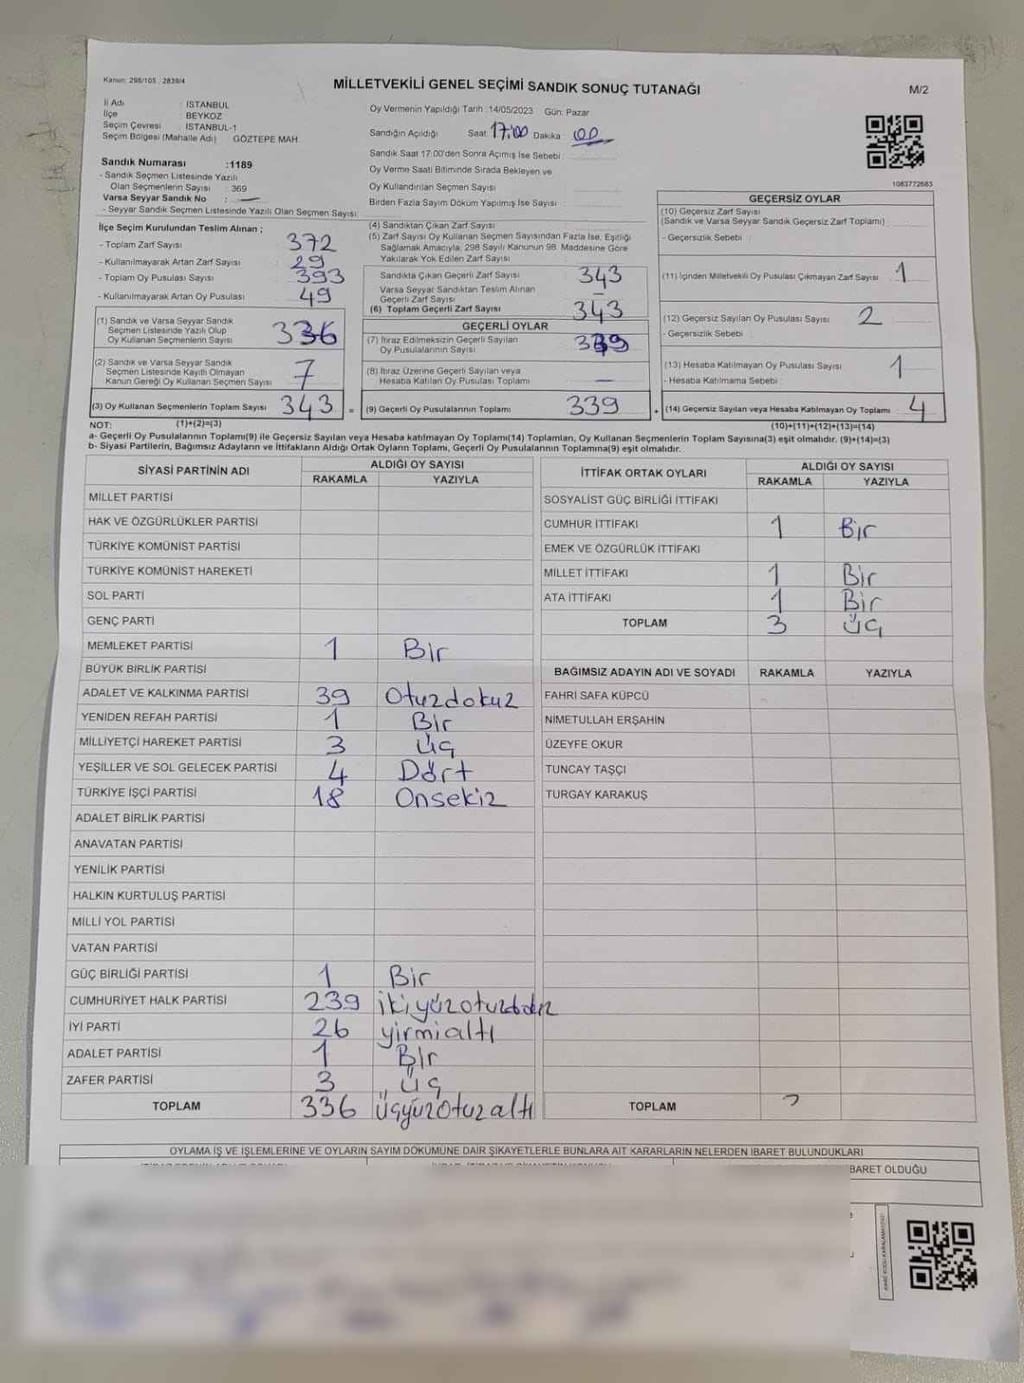 Kanun: 298/105 , 2839/4
MİLLETVEKİLİ GENEL SEÇİMİ SANDIK SONUÇ TUTANAĞI
M/2
İl Adı : İSTANBUL
İlçe : BEYKOZ
Seçim Çevresi : İSTANBUL-1
Seçim Bölgesi (Mahalle Adı) : GÖZTEPE MAH.
Sandık Numarası :1189
- Sandık Seçmen Listesinde Yazılı
Olan Seçmenlerin Sayısı : 369
Varsa Seyyar Sandık No : —
- Seyyar Sandık Seçmen Listesinde Yazılı Olan Seçmen Sayısı:
Oy Vermenin Yapıldığı Tarih : 14/05/2023 Gün: Pazar
Sandığın Açıldığı Saat 17:00 Dakika 00
Sandık Saat 17:00'den Sonra Açımış İse Sebebi :
Oy Verme Saati Bitiminde Sırada Bekleyen ve
Oy Kullandırılan Seçmen Sayısı
Birden Fazla Sayım Döküm Yapılmış İse Sayısı :
1083772683
İlçe Seçim Kurulundan Teslim Alınan ;
- Toplam Zarf Sayısı 372
- Kullanılmayarak Artan Zarf Sayısı 29
- Toplam Oy Pusulası Sayısı 393
- Kullanılmayarak Artan Oy Pusulası 49
(1) Sandık ve Varsa Seyyar Sandık
Seçmen Listesinde Yazılı Olup
Oy Kullanan Seçmenlerin Sayısı 336
(2) Sandık ve Varsa Seyyar Sandık
Seçmen Listesinde Kayıtlı Olmayan
Kanun Gereği Oy Kullanan Seçmen Sayısı 7
(3) Oy Kullanan Seçmenlerin Toplam Sayısı 343 =
(4) Sandıktan Çıkan Zarf Sayısı
(5) Zarf Sayısı Oy Kullanan Seçmen Sayısından Fazla İse, Eşitliği
Sağlamak Amacıyla, 298 Sayılı Kanunun 98. Maddesine Göre
Yakılarak Yok Edilen Zarf Sayısı
Sandıkta Çıkan Geçerli Zarf Sayısı 343
Varsa Seyyar Sandıktan Teslim Alınan
Geçerli Zarf Sayısı —
(6) Toplam Geçerli Zarf Sayısı 343
GEÇERLİ OYLAR
(7) İtiraz Edilmeksizin Geçerli Sayılan
Oy Pusulalarının Sayısı 339
(8) İtiraz Üzerine Geçerli Sayılan veya
Hesaba Katılan Oy Pusulaları Toplamı —
(9) Geçerli Oy Pusulalarının Toplamı 339 +
GEÇERSİZ OYLAR
(10) Geçersiz Zarf Sayısı
(Sandık ve Varsa Seyyar Sandık Geçersiz Zarf Toplamı)
- Geçersizlik Sebebi :
(11) İçinden Milletvekili Oy Pusulası Çıkmayan Zarf Sayısı 1
(12) Geçersiz Sayılan Oy Pusulası Sayısı 2
- Geçersizlik Sebebi :
(13) Hesaba Katılmayan Oy Pusulası Sayısı 1
- Hesaba Katılmama Sebebi :
(14) Geçersiz Sayılan veya Hesaba Katılmayan Oy Toplamı 4
NOT: (1)+(2)=(3) (10)+(11)+(12)+(13)=(14)
a- Geçerli Oy Pusulalarının Toplamı(9) ile Geçersiz Sayılan veya Hesaba katılmayan Oy Toplamı(14) Toplamları, Oy Kullanan Seçmenlerin Toplam Sayısına(3) eşit olmalıdır. (9)+(14)=(3)
b- Siyasi Partilerin, Bağımsız Adayların ve İttifakların Aldığı Ortak Oyların Toplamı, Geçerli Oy Pusulalarının Toplamına(9) eşit olmalıdır.
SİYASİ PARTİNİN ADI ALDIĞI OY SAYISI
RAKAMLA YAZIYLA
MİLLET PARTİSİ
HAK VE ÖZGÜRLÜKLER PARTİSİ
TÜRKİYE KOMÜNİST PARTİSİ
TÜRKİYE KOMÜNİST HAREKETİ
SOL PARTİ
GENÇ PARTİ
MEMLEKET PARTİSİ 1 Bir
BÜYÜK BİRLİK PARTİSİ
ADALET VE KALKINMA PARTİSİ 39 Otuzdokuz
YENİDEN REFAH PARTİSİ 1 Bir
MİLLİYETÇİ HAREKET PARTİSİ 3 Üç
YEŞİLLER VE SOL GELECEK PARTİSİ 4 Dört
TÜRKİYE İŞÇİ PARTİSİ 18 Onsekiz
ADALET BİRLİK PARTİSİ
ANAVATAN PARTİSİ
YENİLİK PARTİSİ
HALKIN KURTULUŞ PARTİSİ
MİLLİ YOL PARTİSİ
VATAN PARTİSİ
GÜÇ BİRLİĞİ PARTİSİ 1 Bir
CUMHURİYET HALK PARTİSİ 239
İYİ PARTİ 26 yirmialtı
ADALET PARTİSİ 1 Bir
ZAFER PARTİSİ 3 Üç
TOPLAM 336 üçyüzotuzaltı
İTTİFAK ORTAK OYLARI ALDIĞI OY SAYISI
RAKAMLA YAZIYLA
SOSYALİST GÜÇ BİRLİĞİ İTTİFAKI
CUMHUR İTTİFAKI 1 Bir
EMEK VE ÖZGÜRLÜK İTTİFAKI
MİLLET İTTİFAKI 1 Bir
ATA İTTİFAKI 1 Bir
TOPLAM 3 Üç
BAĞIMSIZ ADAYIN ADI VE SOYADI RAKAMLA YAZIYLA
FAHRİ SAFA KÜPCÜ
NİMETULLAH ERŞAHİN
ÜZEYFE OKUR
TUNCAY TAŞÇI
TURGAY KARAKUŞ
TOPLAM
OYLAMA İŞ VE İŞLEMLERİNE VE OYLARIN SAYIM DÖKÜMÜNE DAİR ŞİKAYETLERLE BUNLARA AİT KARARLARIN NELERDEN İBARET BULUNDUKLARI
BARET OLDUĞU